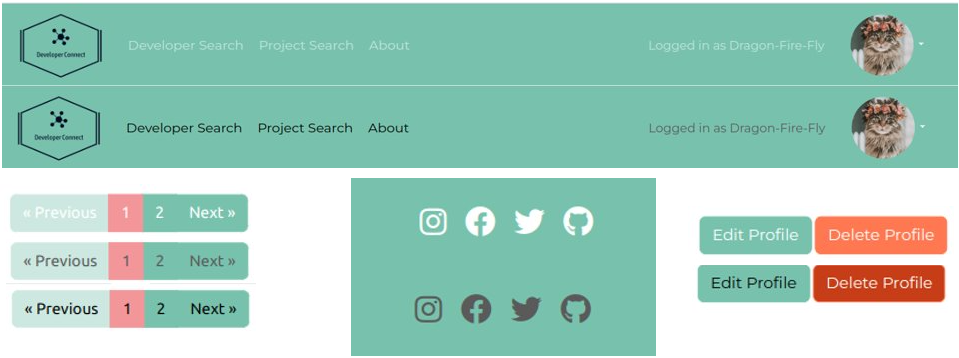 Developer Connect
Developer Search Project Search About Logged in as Dragon-Fire-Fly
Developer Connect
Developer Search Project Search About Logged in as Dragon-Fire-Fly
« Previous 1 2 Next »
Edit Profile Delete Profile
« Previous 1 2 Next »
Edit Profile Delete Profile
« Previous 1 2 Next »